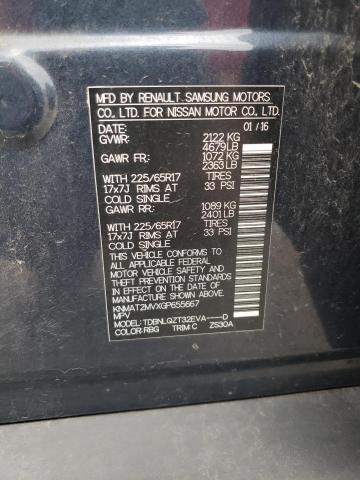 MFD BY RENAULT SAMSUNG MOTORS
CO. LTD. FOR NISSAN MOTOR CO. LTD.
DATE: 01/16
GVWR: 2122 KG
4679 LB
GAWR FR: 1072 KG
2363 LB
WITH 225/65R17 TIRES
17x7J RIMS AT 33 PSI
COLD SINGLE
GAWR RR: 1089 KG
2401 LB
WITH 225/65R17 TIRES
17x7J RIMS AT 33 PSI
COLD SINGLE
THIS VEHICLE CONFORMS TO
ALL APPLICABLE FEDERAL
MOTOR VEHICLE SAFETY AND
THEFT PREVENTION STANDARDS
IN EFFECT ON THE DATE OF
MANUFACTURE SHOWN ABOVE.
KNMAT2MVXGP655667
MPV
MODEL: TDBNLQZT32EVA-----D
COLOR: RBG TRIM C ZS30A